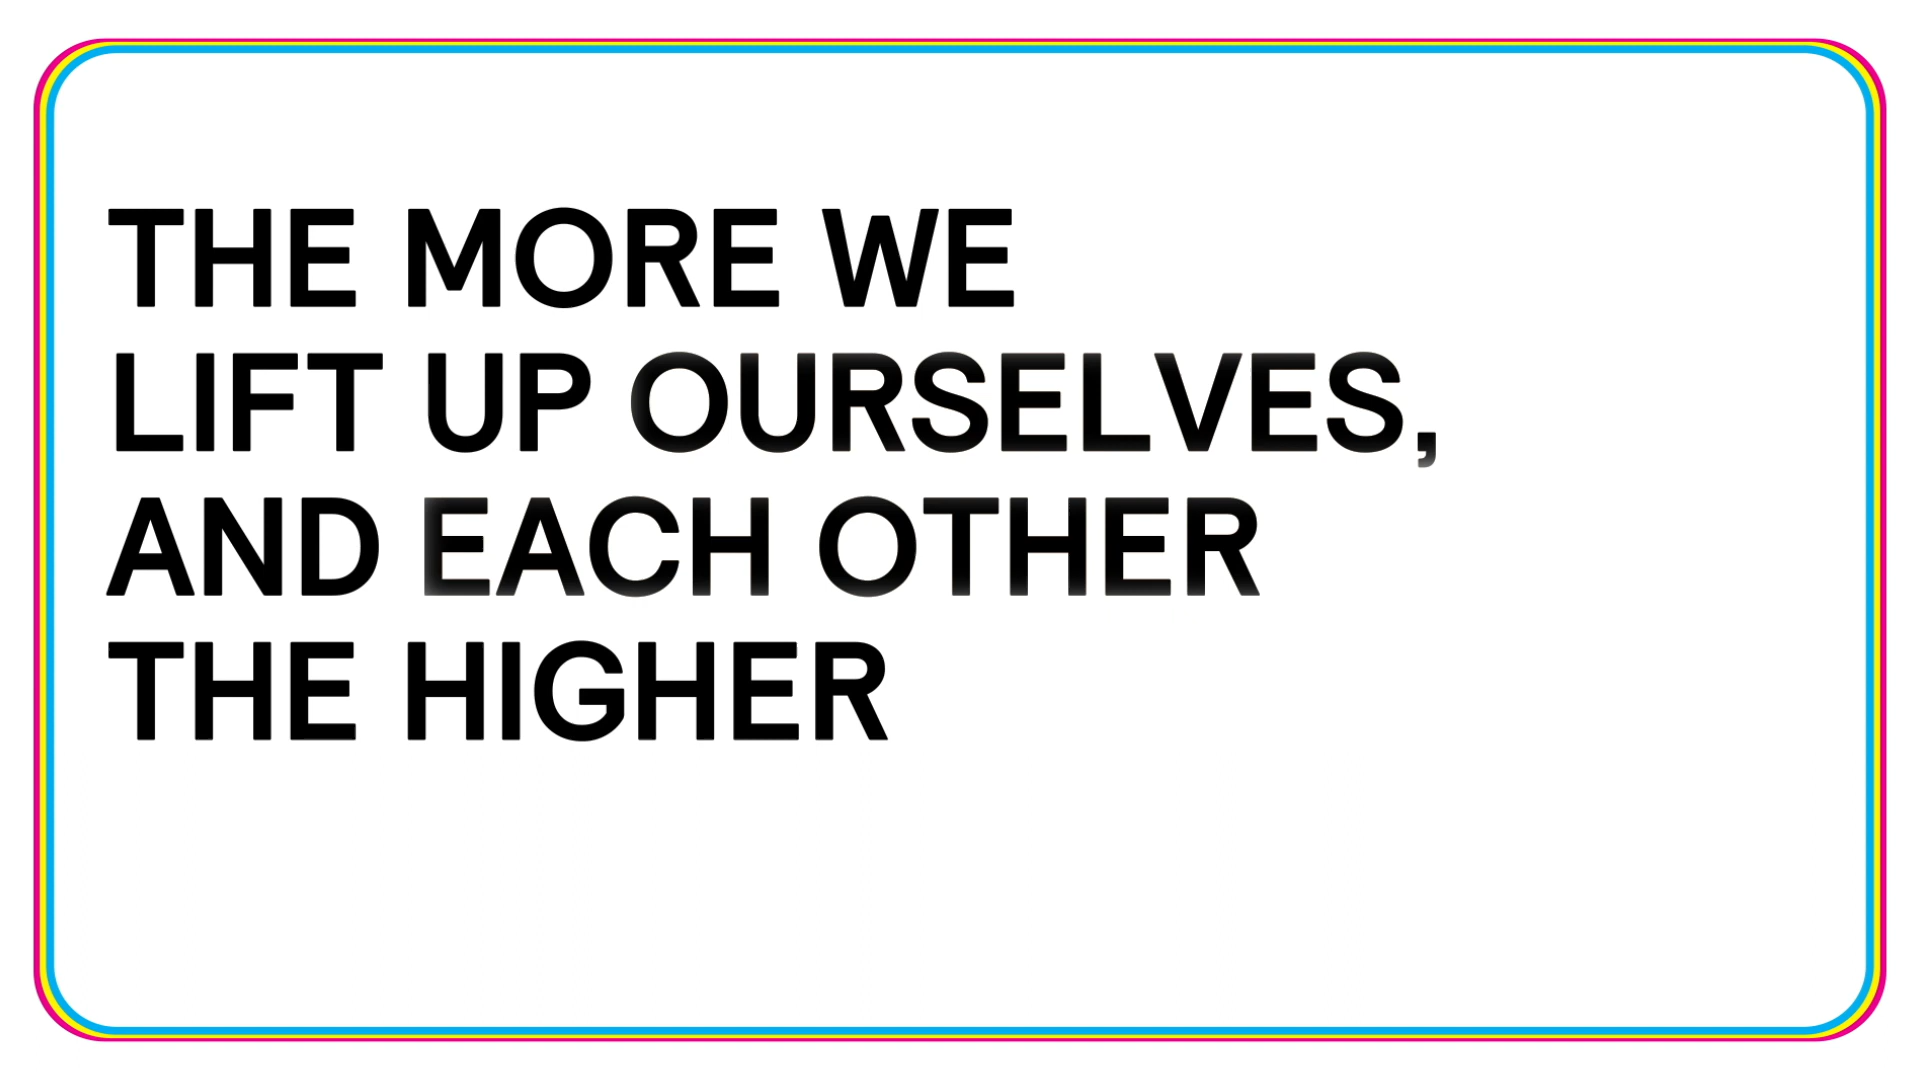 THE MORE WE
LIFT UP OURSELVES,
AND EACH OTHER
THE HIGHER